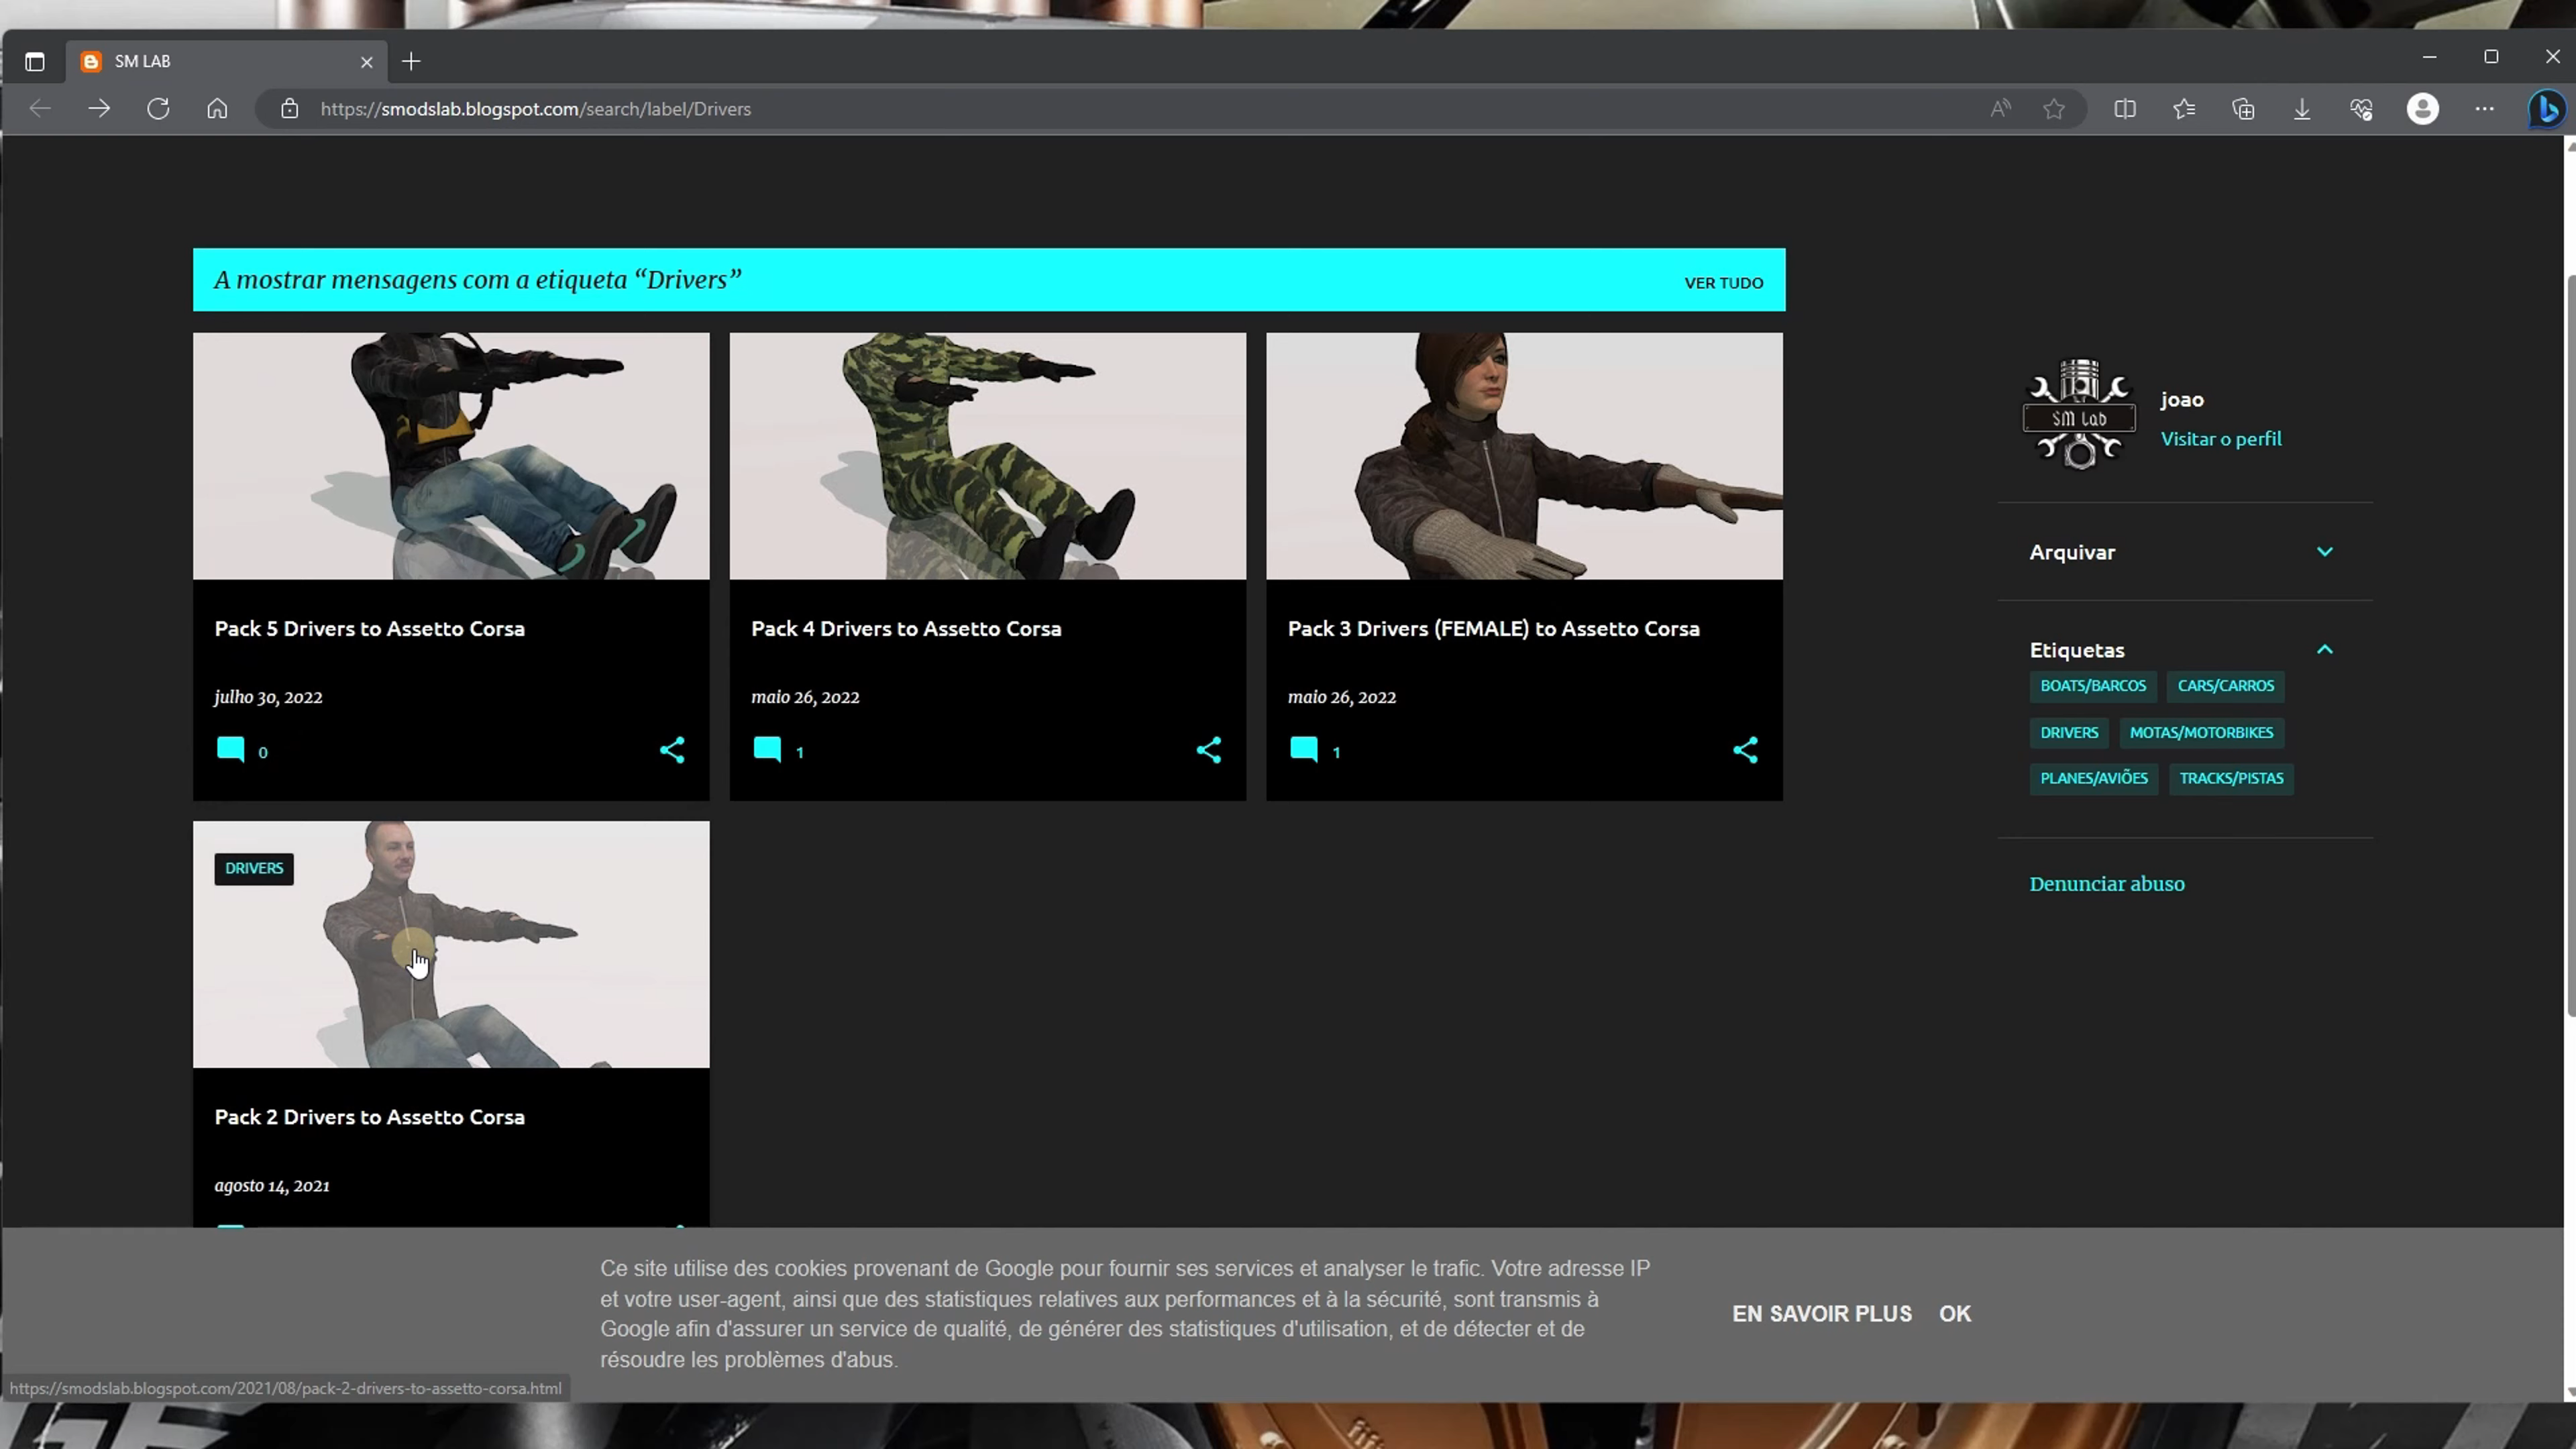 SM LAB
https://smodslab.blogspot.com/search/label/Drivers
A mostrar mensagens com a etiqueta “Drivers”
VER TUDO
Pack 5 Drivers to Assetto Corsa
julho 30, 2022
0
Pack 4 Drivers to Assetto Corsa
maio 26, 2022
1
Pack 3 Drivers (FEMALE) to Assetto Corsa
maio 26, 2022
1
DRIVERS
Pack 2 Drivers to Assetto Corsa
agosto 14, 2021
SM Lab
joao
Visitar o perfil
Arquivar
Etiquetas
BOATS/BARCOS CARS/CARROS
DRIVERS MOTAS/MOTORBIKES
PLANES/AVIÕES TRACKS/PISTAS
Denunciar abuso
Ce site utilise des cookies provenant de Google pour fournir ses services et analyser le trafic. Votre adresse IP
et votre user-agent, ainsi que des statistiques relatives aux performances et à la sécurité, sont transmis à
Google afin d'assurer un service de qualité, de générer des statistiques d'utilisation, et de détecter et de
résoudre les problèmes d'abus.
EN SAVOIR PLUS OK
https://smodslab.blogspot.com/2021/08/pack-2-drivers-to-assetto-corsa.html